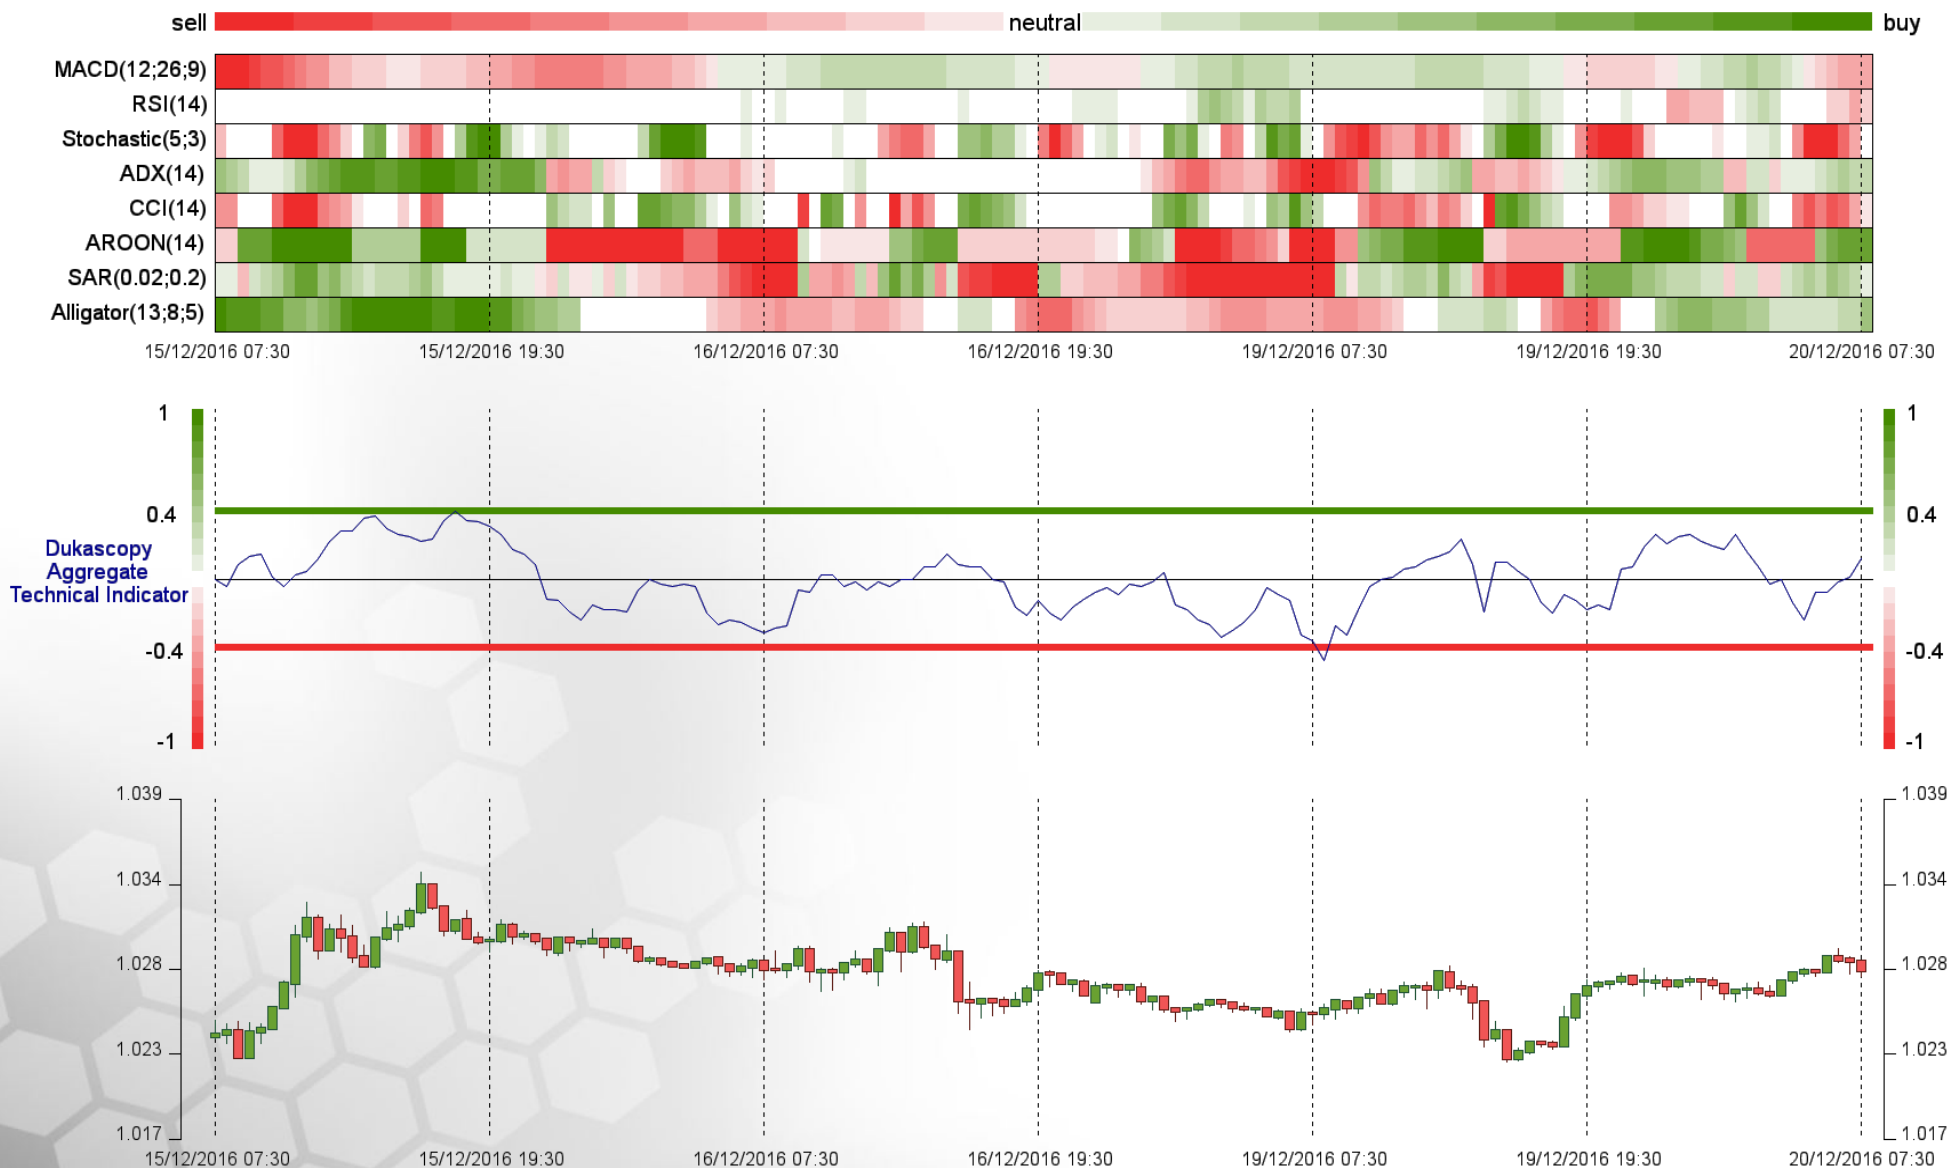 sell neutral buy
MACD(12;26;9)
RSI(14)
Stochastic(5;3)
ADX(14)
CCI(14)
AROON(14)
SAR(0.02;0.2)
Alligator(13;8;5)
15/12/2016 07:30 15/12/2016 19:30 16/12/2016 07:30 16/12/2016 19:30 19/12/2016 07:30 19/12/2016 19:30 20/12/2016 07:30
1 1
0.4 0.4
Dukascopy
Aggregate
Technical Indicator
-0.4 -0.4
-1 -1
1.039 1.039
1.034 1.034
1.028 1.028
1.023 1.023
1.017 1.017
15/12/2016 07:30 15/12/2016 19:30 16/12/2016 07:30 16/12/2016 19:30 19/12/2016 07:30 19/12/2016 19:30 20/12/2016 07:30